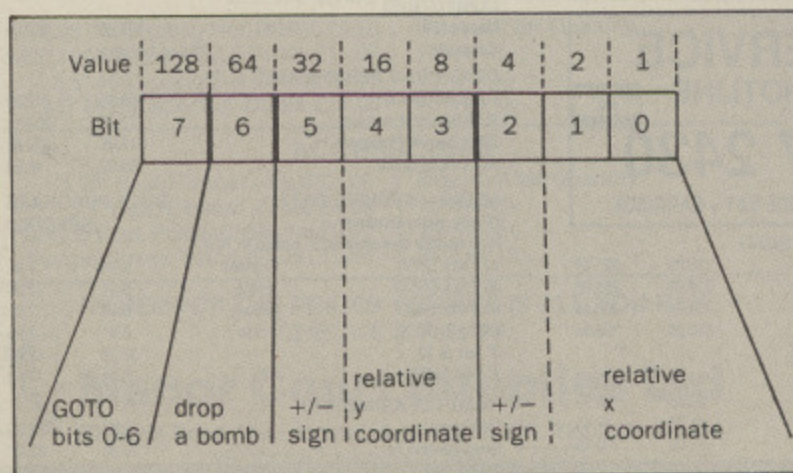 Value 128 64 32 16 8 4 2 1
Bit 7 6 5 4 3 2 1 0
GOTO
bits 0-6
drop
a bomb
+/−
sign
relative
y
coordinate
+/−
sign
relative
x
coordinate